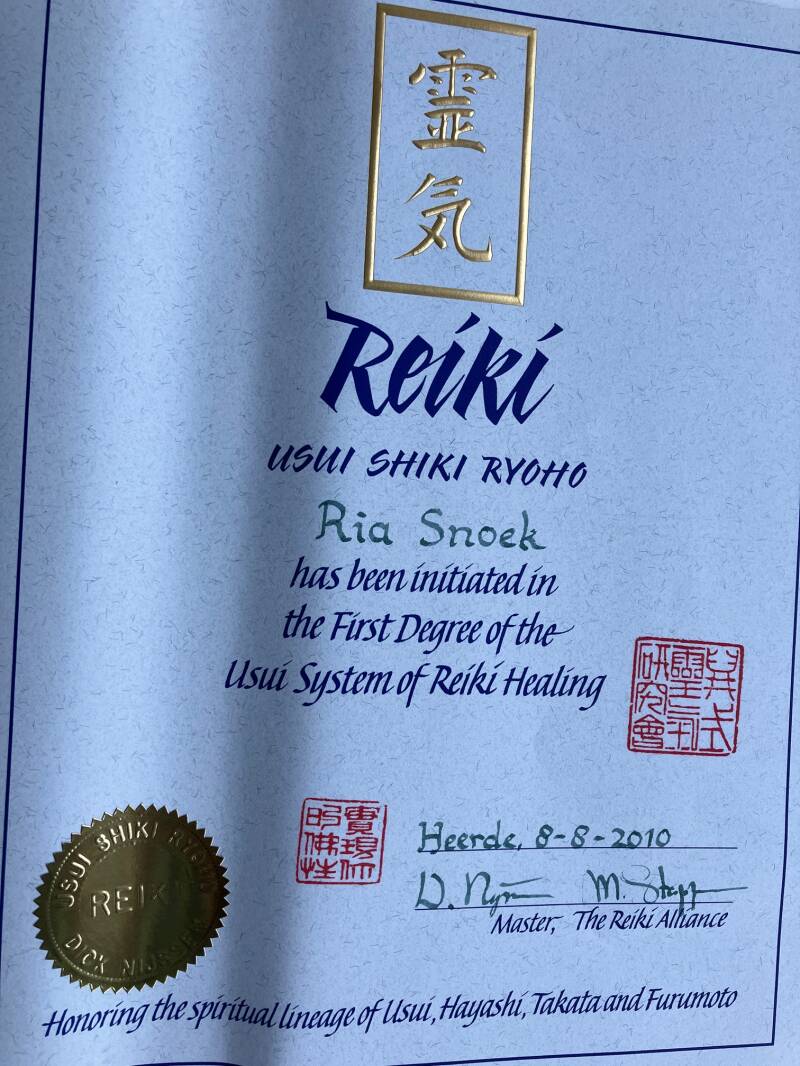 靈
気
Reiki
USUI SHIKI RYOHO
Ria Snoek
has been initiated in
the First Degree of the
Usui System of Reiki Healing
Heerde, 8-8-2010
D. M.
Master, The Reiki Alliance
USUI SHIKI RYOHO
REIKI
DICK
Honoring the spiritual lineage of Usui, Hayashi, Takata and Furumoto